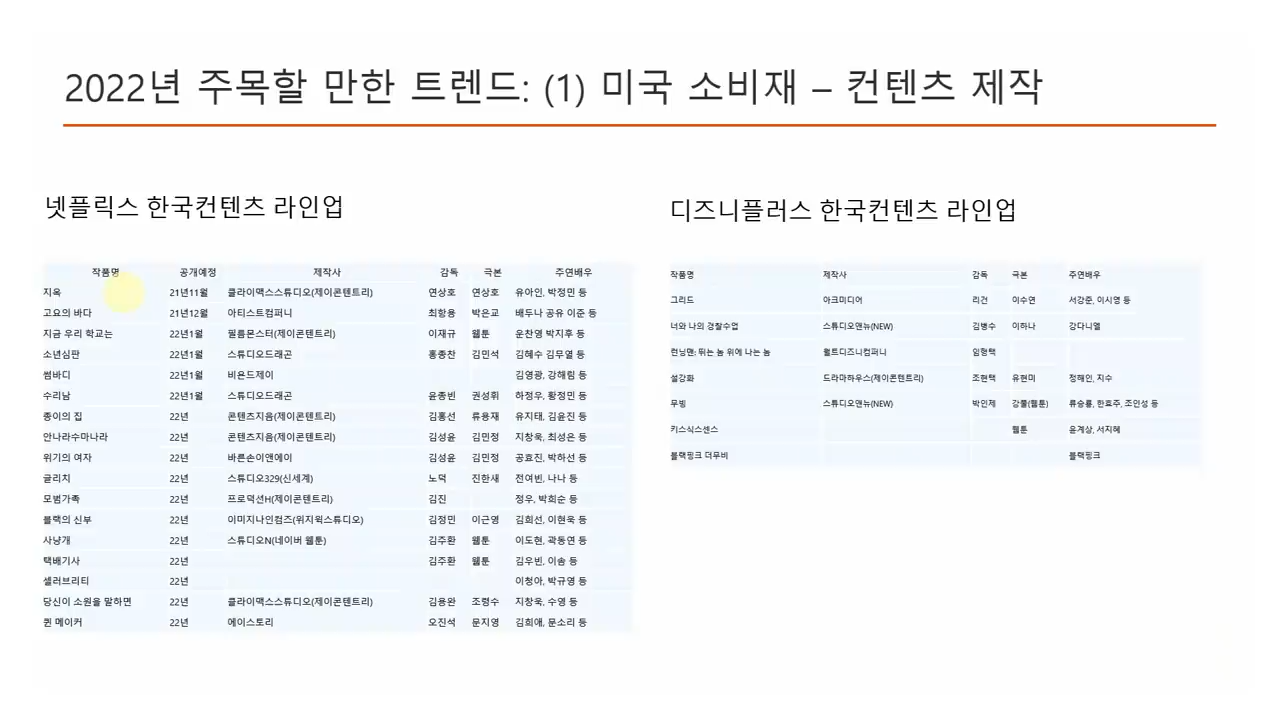 2022년 주목할 만한 트렌드: (1) 미국 소비재 – 컨텐츠 제작
넷플릭스 한국컨텐츠 라인업
작품명 공개예정 제작사 감독 극본 주연배우
지옥 21년11월 클라이맥스스튜디오(제이콘텐트리) 연상호 연상호 유아인, 박정민 등
고요의 바다 21년12월 아티스트컴퍼니 최항용 박은교 배두나 공유 이준 등
지금 우리 학교는 22년1월 필름몬스터(제이콘텐트리) 이재규 웹툰 윤찬영 박지후 등
소년심판 22년1월 스튜디오드래곤 홍종찬 김민석 김혜수 김무열 등
썸바디 22년1월 비욘드제이 김영광, 강해림 등
수리남 22년1월 스튜디오드래곤 윤종빈 권성휘 하정우, 황정민 등
종이의 집 22년 콘텐츠지음(제이콘텐트리) 김홍선 류용재 유지태, 김윤진 등
안나라수마나라 22년 콘텐츠지음(제이콘텐트리) 김성윤 김민정 지창욱, 최성은 등
위기의 여자 22년 바른손이앤에이 김성윤 김민정 공효진, 박하선 등
글리치 22년 스튜디오329(신세계) 노덕 진한새 전여빈, 나나 등
모범가족 22년 프로덕션H(제이콘텐트리) 김진 정우, 박희순 등
블랙의 신부 22년 이미지나인컴즈(위지윅스튜디오) 김정민 이근영 김희선, 이현욱 등
사냥개 22년 스튜디오N(네이버 웹툰) 김주환 웹툰 이도현, 곽동연 등
택배기사 22년 김주환 웹툰 김우빈, 이솜 등
셀러브리티 22년 이청아, 박규영 등
당신이 소원을 말하면 22년 클라이맥스스튜디오(제이콘텐트리) 김용완 조령수 지창욱, 수영 등
퀸 메이커 22년 에이스토리 오진석 문지영 김희애, 문소리 등
디즈니플러스 한국컨텐츠 라인업
작품명 제작사 감독 극본 주연배우
그리드 아크미디어 리건 이수연 서강준, 이시영 등
너와 나의 경찰수업 스튜디오앤뉴(NEW) 김병수 이하나 강다니엘
런닝맨: 뛰는 놈 위에 나는 놈 월트디즈니컴퍼니 임형택
설강화 드라마하우스(제이콘텐트리) 조현택 유현미 정해인, 지수
무빙 스튜디오앤뉴(NEW) 박인제 강풀(웹툰) 류승룡, 한효주, 조인성 등
키스식스센스 웹툰 윤계상, 서지혜
블랙핑크 더무비 블랙핑크